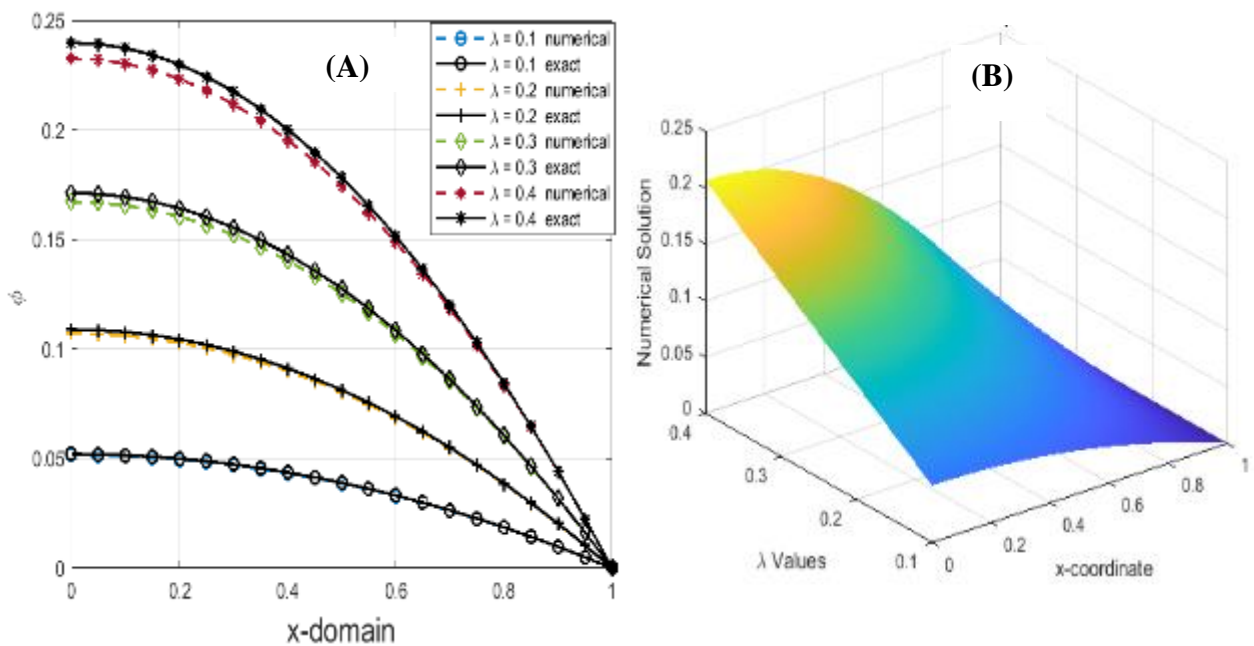 (A)
0.25
0.2
0.15
0.1
0.05
0
ϕ
0
0.2
0.4
0.6
0.8
1
x-domain
λ = 0.1 numerical
λ = 0.1 exact
λ = 0.2 numerical
λ = 0.2 exact
λ = 0.3 numerical
λ = 0.3 exact
λ = 0.4 numerical
λ = 0.4 exact
(B)
Numerical Solution
0.25
0.2
0.15
0.1
0.05
0
0.4
0.3
0.2
0.1
λ Values
0
0.2
0.4
0.6
0.8
1
x-coordinate